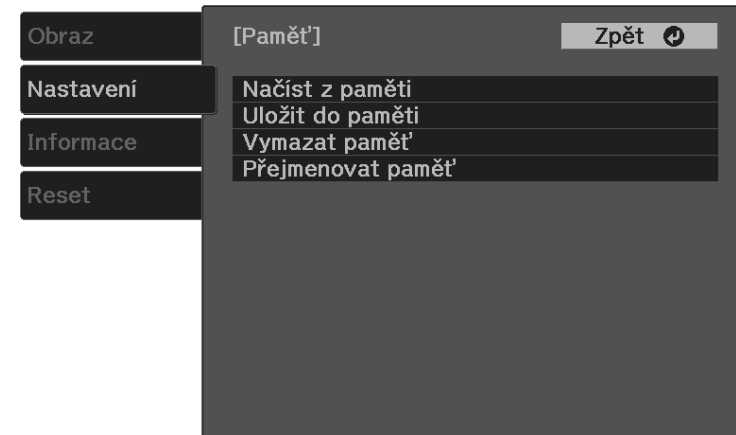 Obraz
Nastavení
Informace
Reset
[Paměť]
Zpět
Načíst z paměti
Uložit do paměti
Vymazat paměť
Přejmenovat paměť